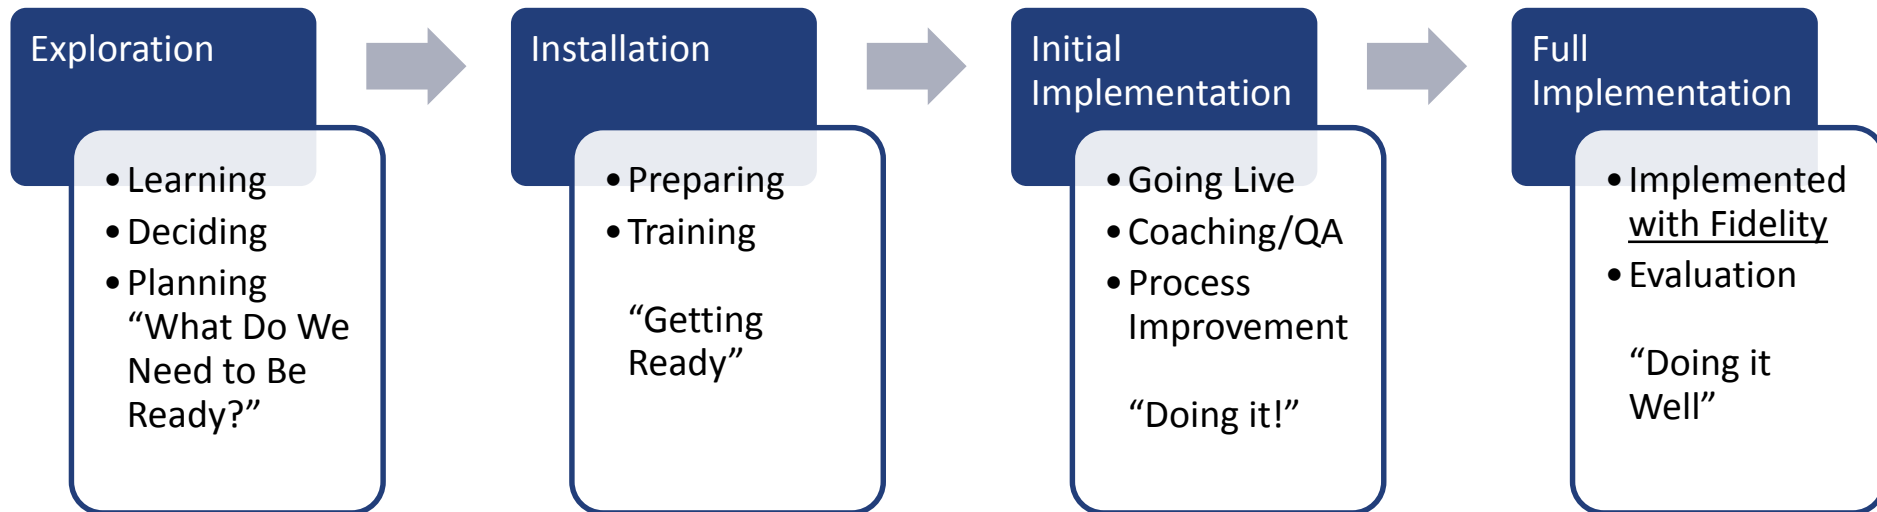 Exploration
• Learning
• Deciding
• Planning
“What Do We
Need to Be
Ready?”
Installation
• Preparing
• Training
“Getting
Ready”
Initial
Implementation
• Going Live
• Coaching/QA
• Process
Improvement
“Doing it!”
Full
Implementation
• Implemented
with Fidelity
• Evaluation
“Doing it
Well”